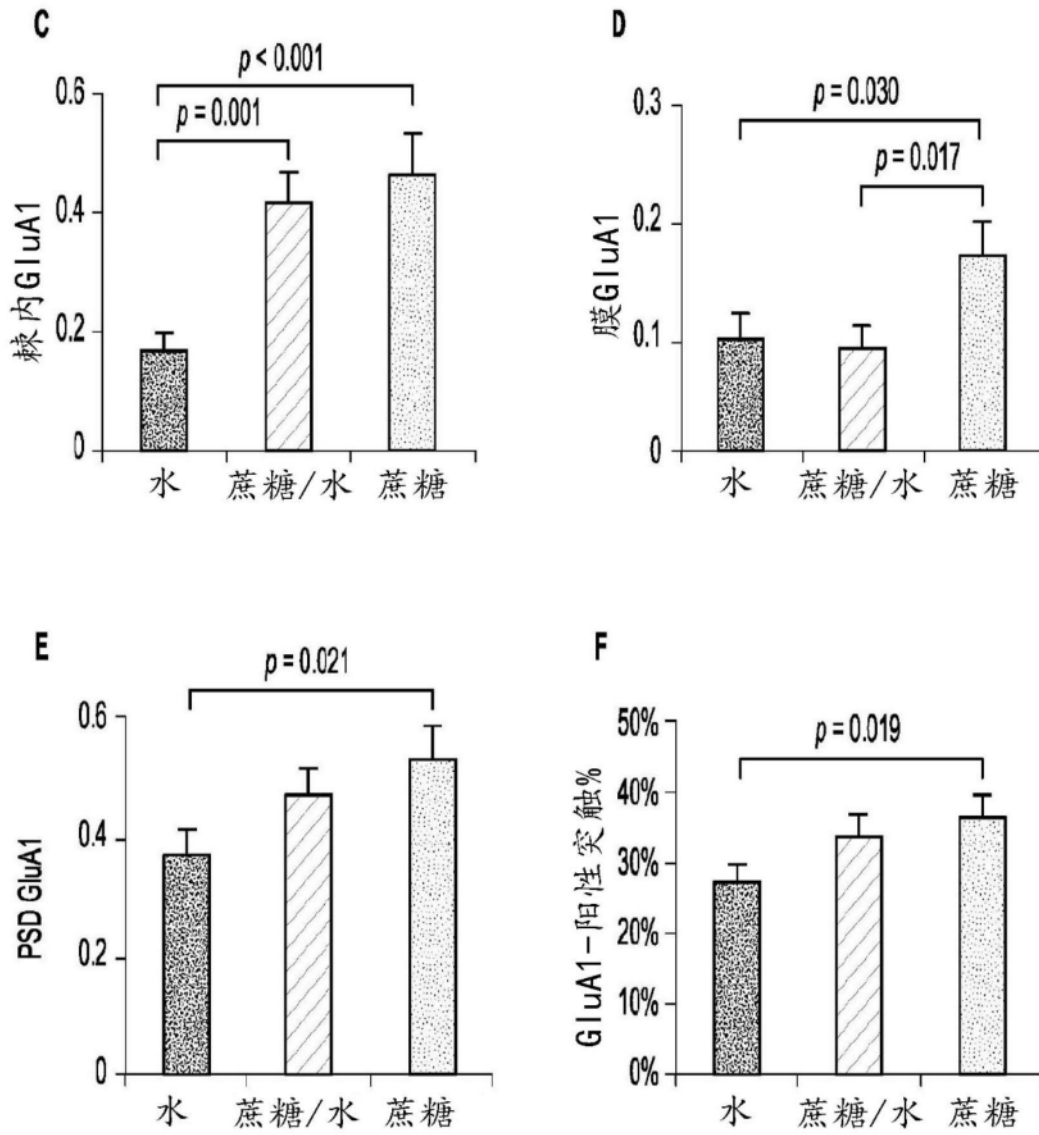 C
p < 0.001
p = 0.001
0.6
0.4
0.2
0
棘内GluA1
水
蔗糖/水
蔗糖
D
p = 0.030
p = 0.017
0.3
0.2
0.1
0
膜GluA1
水
蔗糖/水
蔗糖
E
p = 0.021
0.6
0.4
0.2
0
PSD GluA1
水
蔗糖/水
蔗糖
F
p = 0.019
50%
40%
30%
20%
10%
0%
GluA1-阳性突触%
水
蔗糖/水
蔗糖